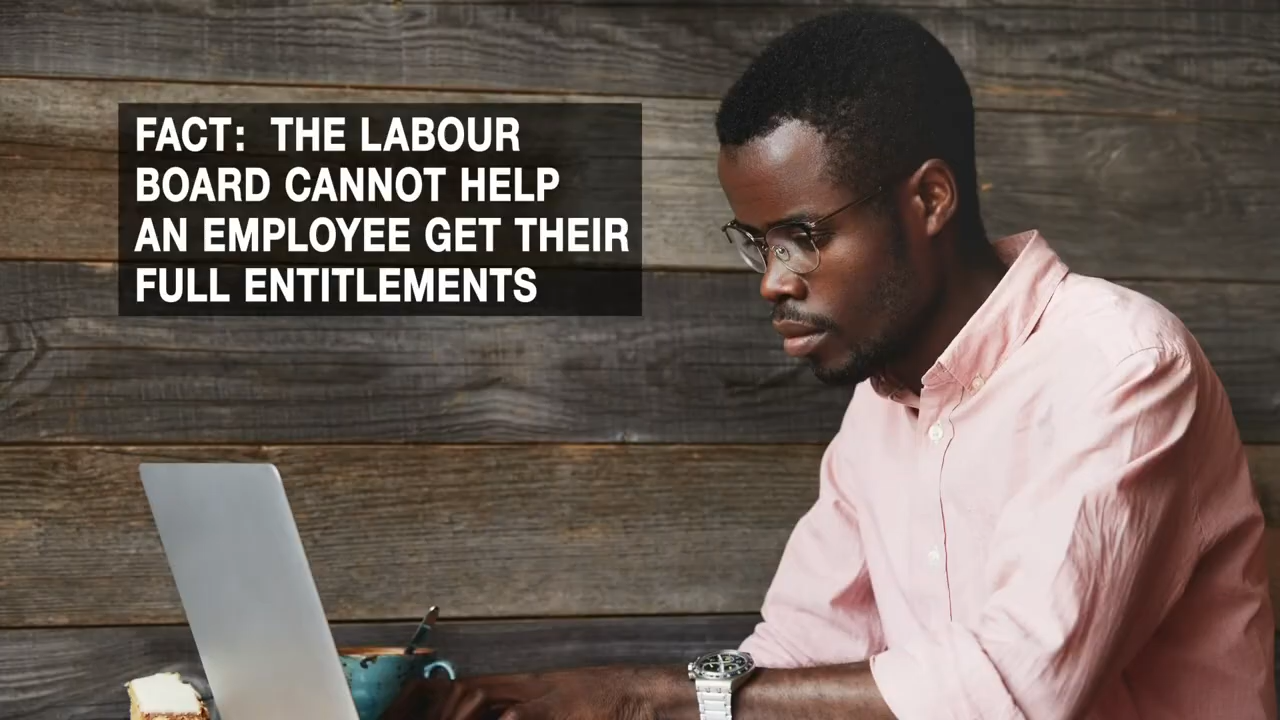 FACT:  THE LABOUR
BOARD CANNOT HELP
AN EMPLOYEE GET THEIR
FULL ENTITLEMENTS